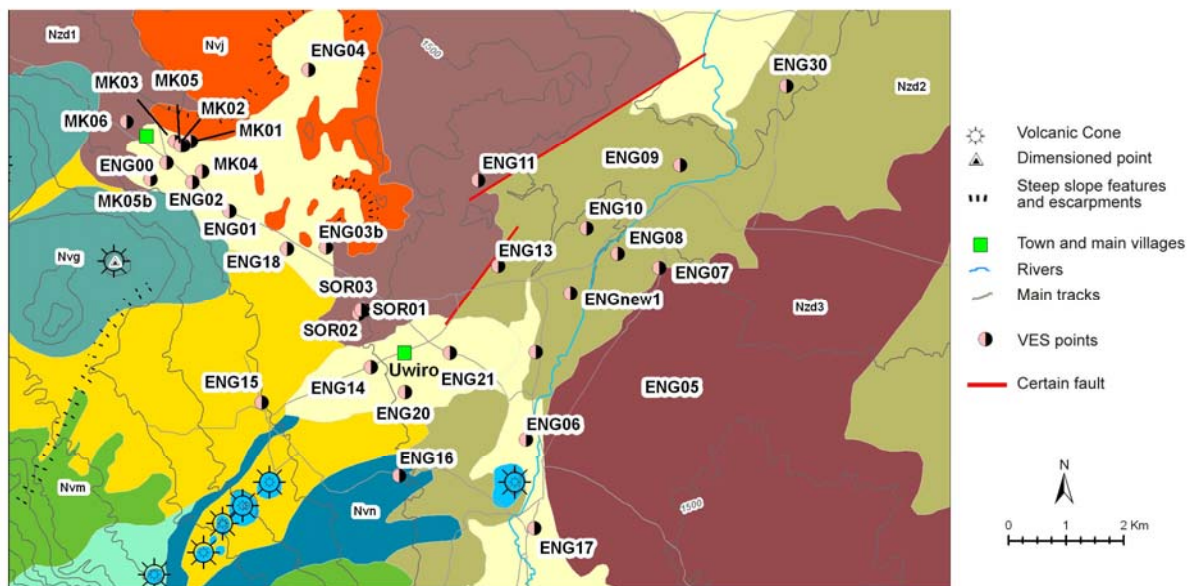 Nzd1
Nvj
1500
ENG04
ENG30
MK03
MK05
Nzd2
MK02
MK06
MK01
ENG11
ENG09
ENG00
MK04
MK05b
ENG02
ENG10
ENG01
ENG03b
ENG13
ENG08
Nvg
ENG18
ENG07
SOR03
ENGnew1
SOR01
Nzd3
SOR02
Uwiro
ENG15
ENG14
ENG21
ENG05
ENG20
ENG06
ENG16
Nvm
Nvn
1500
ENG17
Volcanic Cone
Dimensioned point
Steep slope features
and escarpments
Town and main villages
Rivers
Main tracks
VES points
Certain fault
N
0 1 2 Km